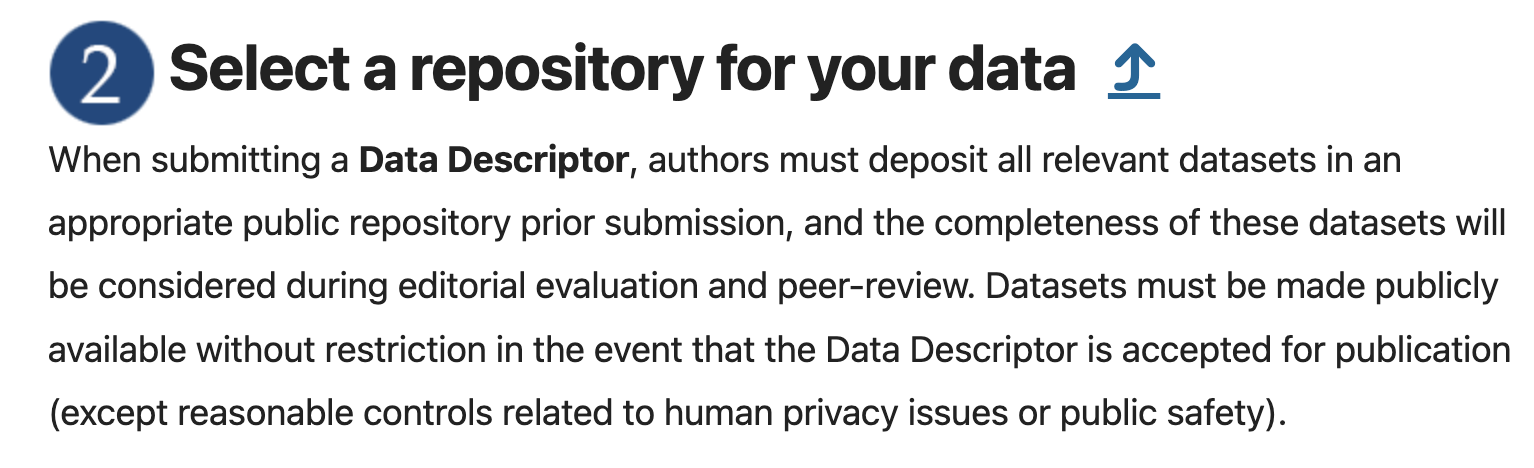 2 Select a repository for your data
When submitting a Data Descriptor, authors must deposit all relevant datasets in an
appropriate public repository prior submission, and the completeness of these datasets will
be considered during editorial evaluation and peer-review. Datasets must be made publicly
available without restriction in the event that the Data Descriptor is accepted for publication
(except reasonable controls related to human privacy issues or public safety).